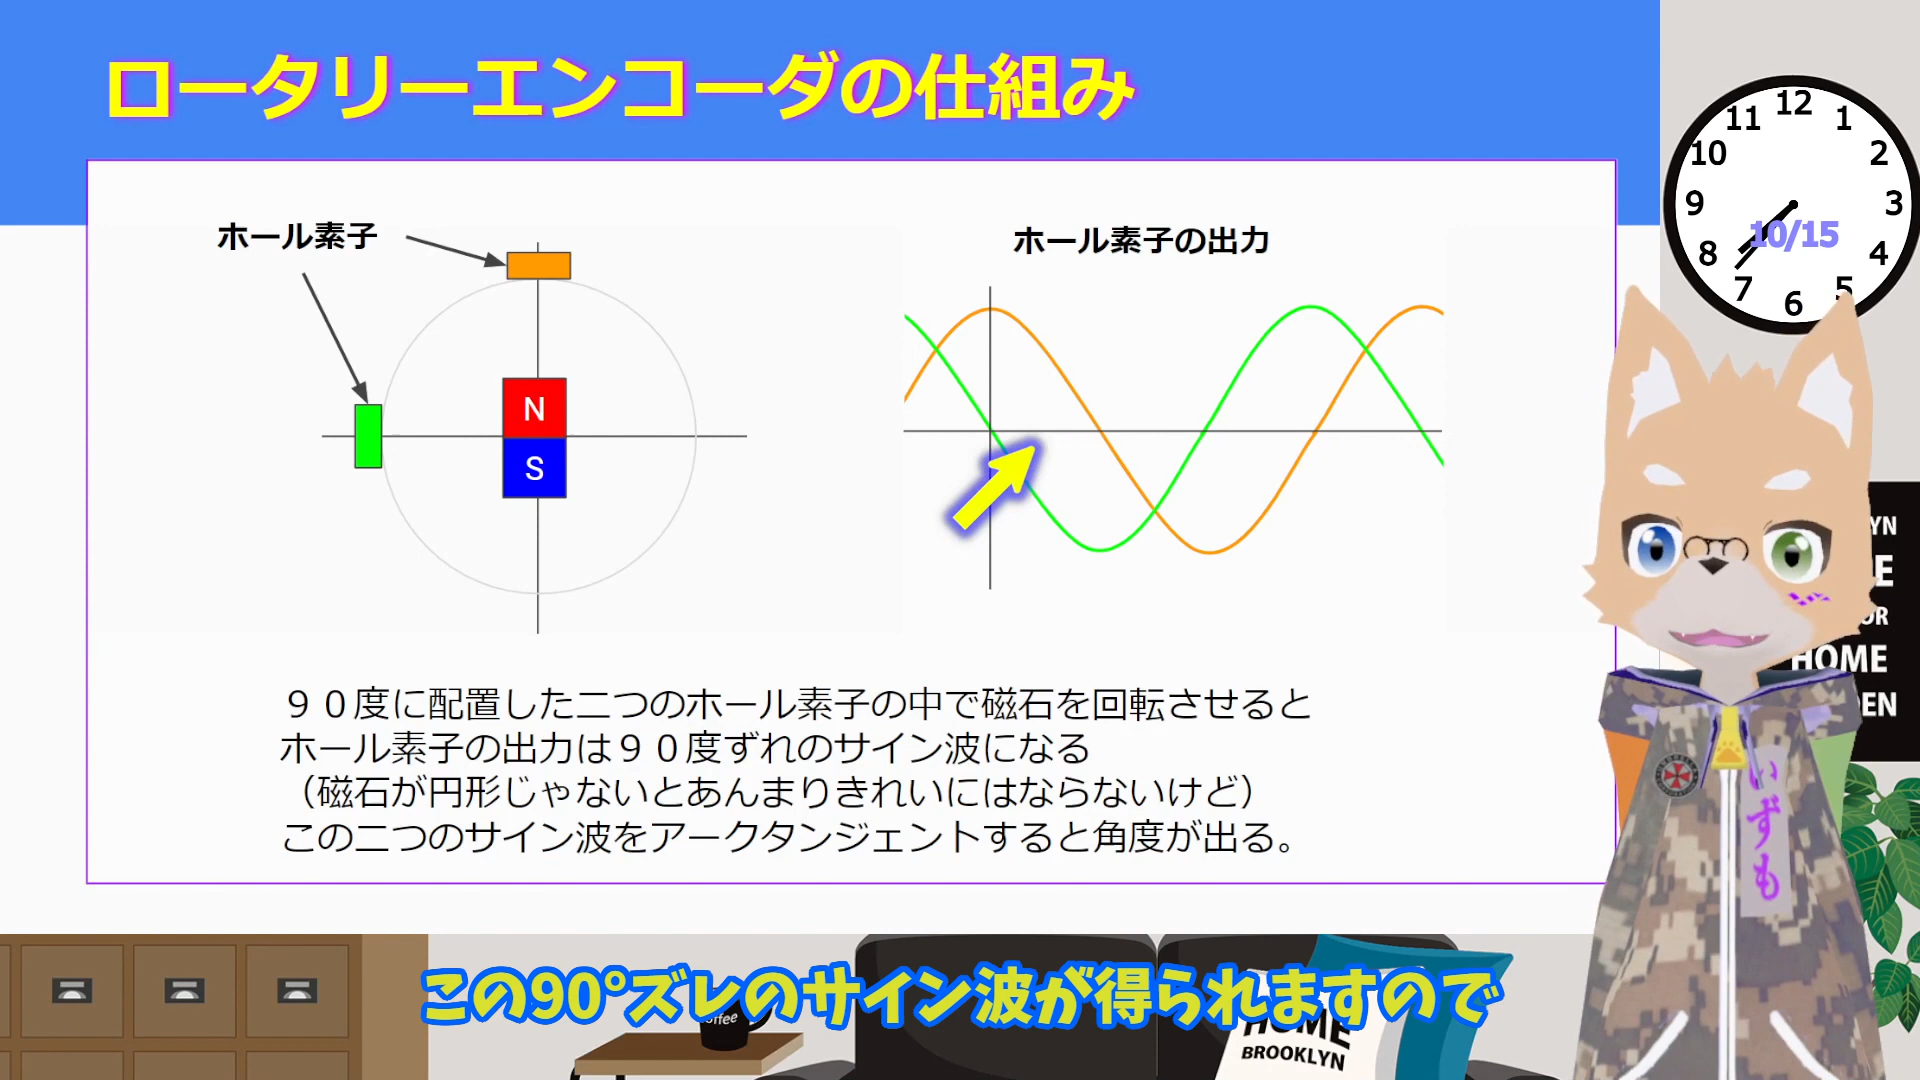 ロータリーエンコーダの仕組み
ホール素子
ホール素子の出力
N
S
９０度に配置した二つのホール素子の中で磁石を回転させると
ホール素子の出力は９０度ずれのサイン波になる
（磁石が円形じゃないとあんまりきれいにはならないけど）
この二つのサイン波をアークタンジェントすると角度が出る。
12
1
2
3
4
5
6
7
8
9
10
11
10/15
YN
E
OR
HOME
EN
いずも
この90°ズレのサイン波が得られますので
offee
HOME
BROOKLYN